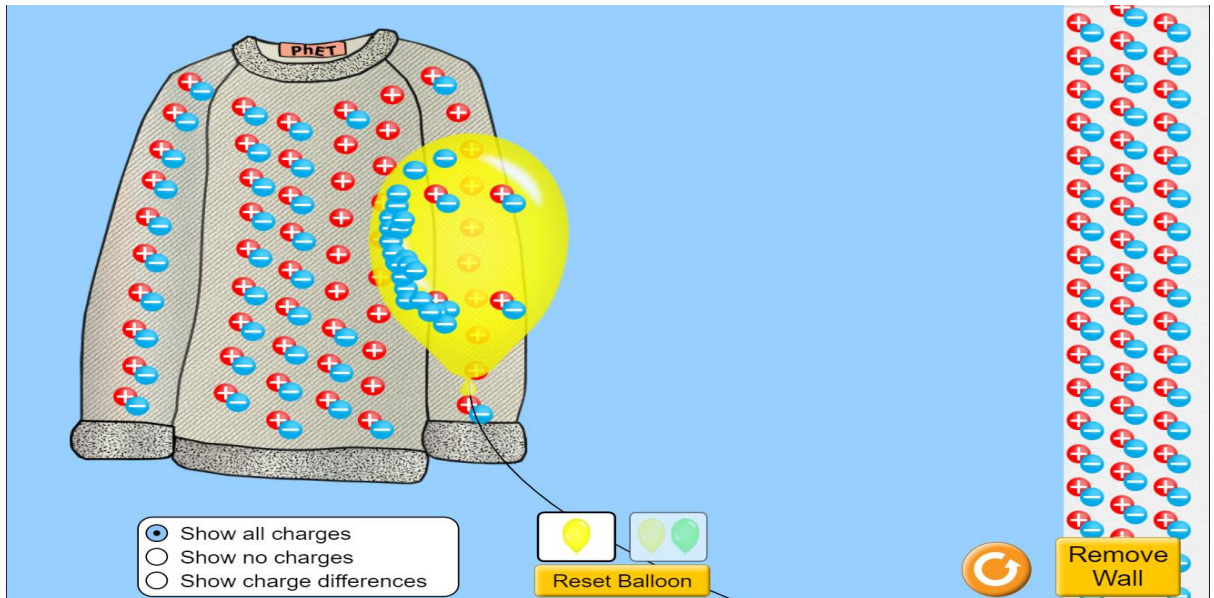 PhET
Show all charges
Show no charges
Show charge differences
Reset Balloon
Remove
Wall